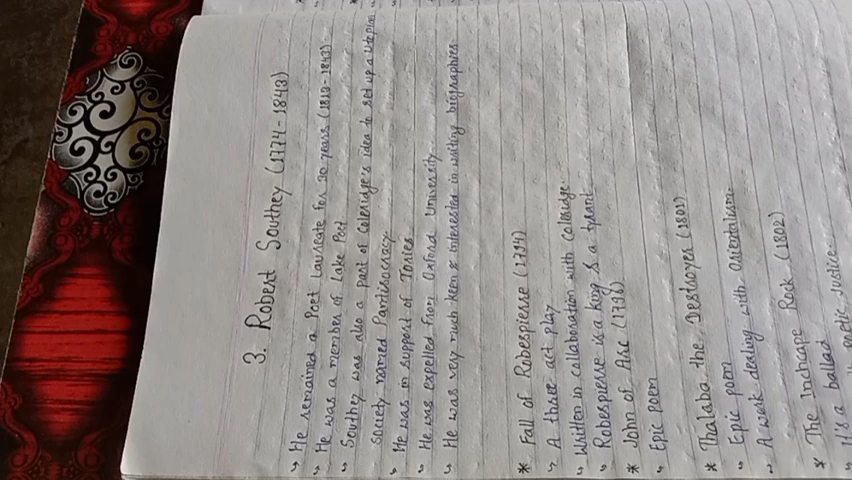 3. Robert Southey (1774-1843)
↳ He remained a Poet Laureate for 30 years (1813-1843)
↳ He was a member of Lake Poet
↳ Southey was also a part of Coleridge's idea to set up a Utopian
society named Pantisocracy
↳ He was in support of Tories
↳ He was expelled from Oxford University
↳ He was very much keen & interested in writing biographies
* Fall of Robespierre (1794)
↳ A three act play
↳ Written in collaboration with Coleridge.
↳ Robespierre is a king & a tyrant
* John of Arc (1796)
↳ Epic poem
* Thalaba the Destroyer (1801)
↳ Epic poem
↳ A work dealing with Orientalism
* The Inchcape Rock (1802)
↳ It's a ballad
poetic justice.